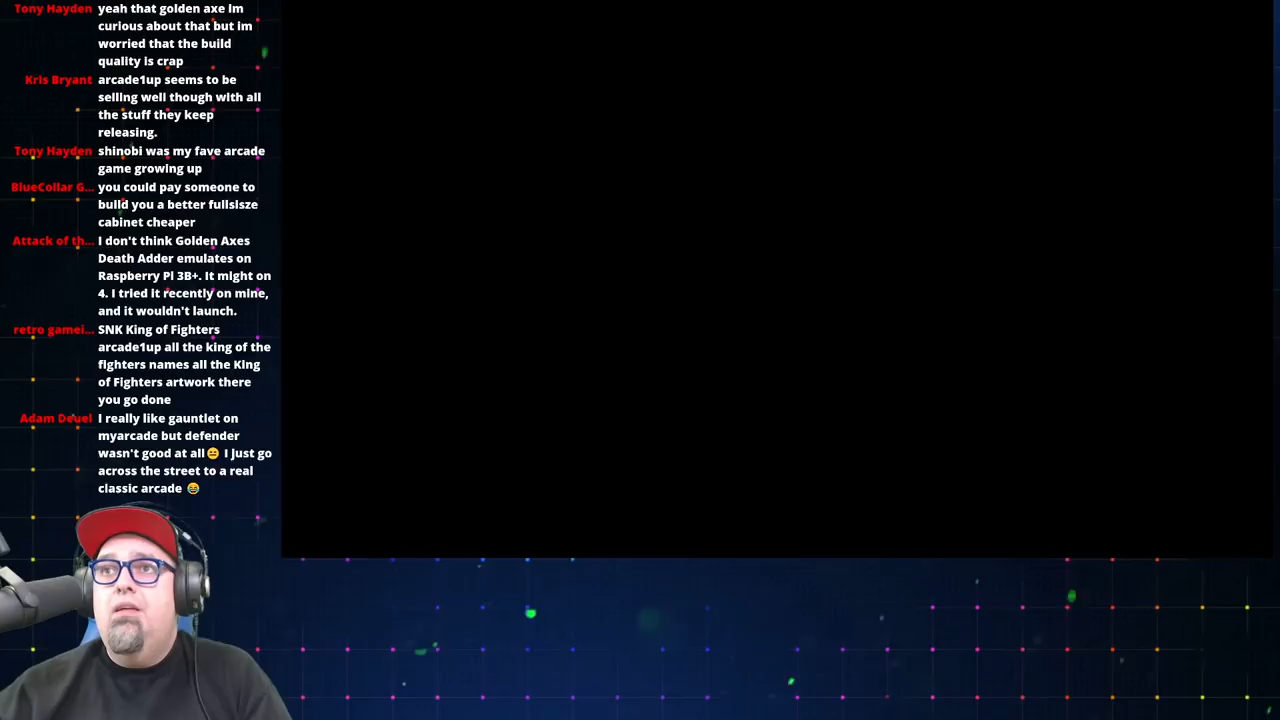 Tony Hayden yeah that golden axe im
curious about that but im
worried that the build
quality is crap
Kris Bryant arcade1up seems to be
selling well though with all
the stuff they keep
releasing.
Tony Hayden shinobi was my fave arcade
game growing up
BlueCollar G... you could pay someone to
build you a better fullsisze
cabinet cheaper
Attack of th... I don't think Golden Axes
Death Adder emulates on
Raspberry Pi 3B+. It might on
4. I tried it recently on mine,
and it wouldn't launch.
retro gamei... SNK King of Fighters
arcade1up all the king of the
fighters names all the King
of Fighters artwork there
you go done
Adam Deuel I really like gauntlet on
myarcade but defender
wasn't good at all😑 I just go
across the street to a real
classic arcade 😂